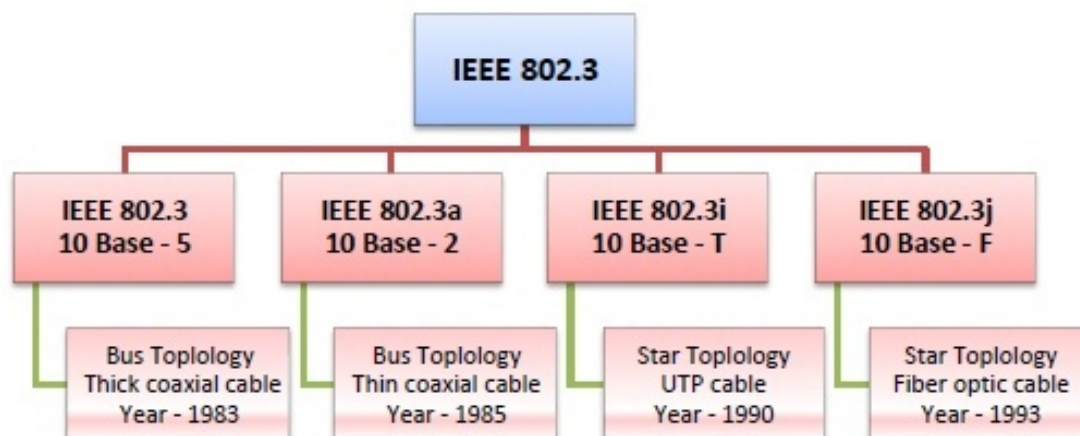 IEEE 802.3
IEEE 802.3
10 Base - 5
IEEE 802.3a
10 Base - 2
IEEE 802.3i
10 Base - T
IEEE 802.3j
10 Base - F
Bus Toplology
Thick coaxial cable
Year - 1983
Bus Toplology
Thin coaxial cable
Year - 1985
Star Toplology
UTP cable
Year - 1990
Star Toplology
Fiber optic cable
Year - 1993